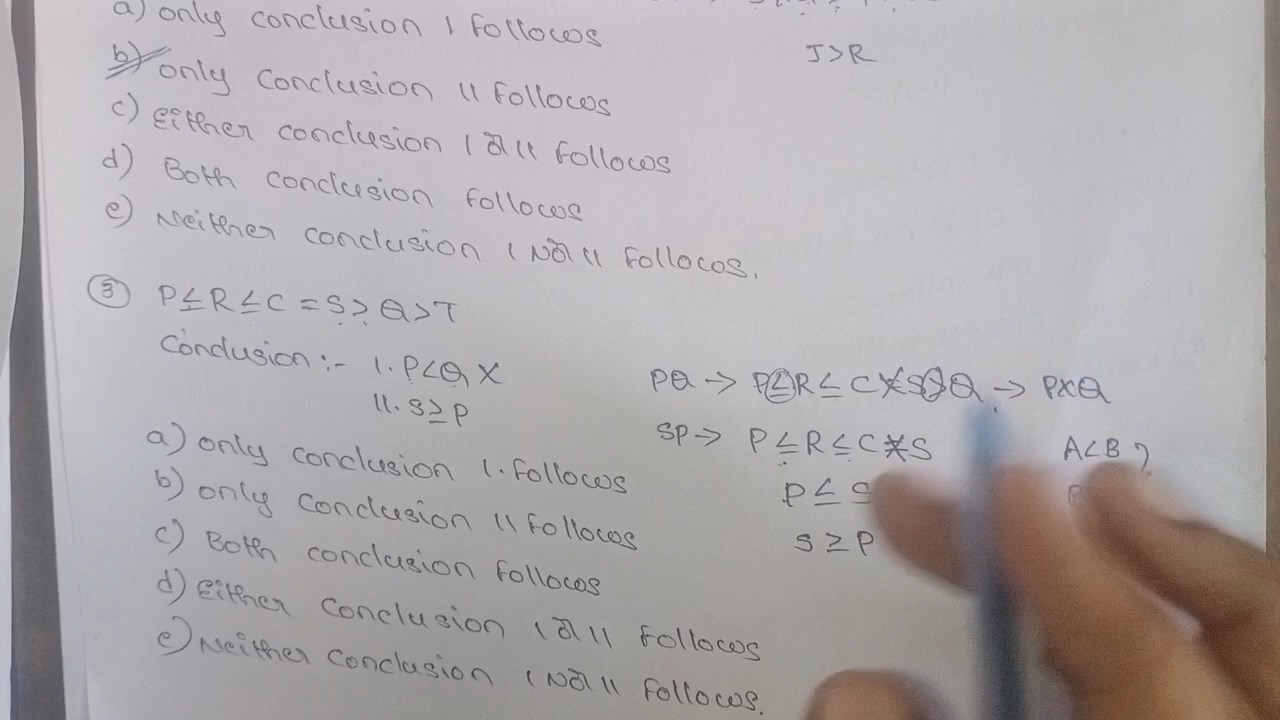 a) only conclusion I follows
J>R
b) only conclusion II follows
c) Either conclusion I or II follows
d) Both conclusion follows
e) Neither conclusion I nor II follows.
③ P≤R≤C=S>Q>T
Conclusion:- I. P<Q X
II. S≥P
PQ → P≤R≤C=S>Q → PXQ
SP → P≤R≤C=S
A<B
P≤S
S≥P
a) only conclusion I. follows
b) only conclusion II follows
c) Both conclusion follows
d) Either conclusion I or II follows
e) Neither conclusion I nor II follows.